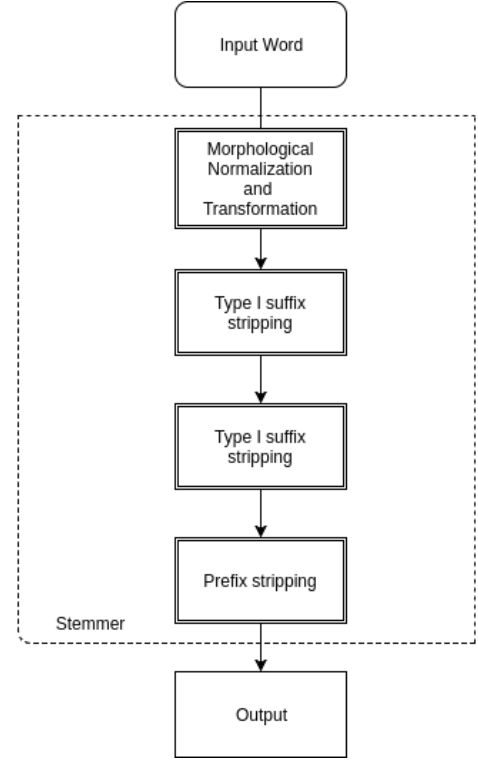 Input Word
Morphological
Normalization
and
Transformation
Type I suffix
stripping
Type I suffix
stripping
Prefix stripping
Stemmer
Output